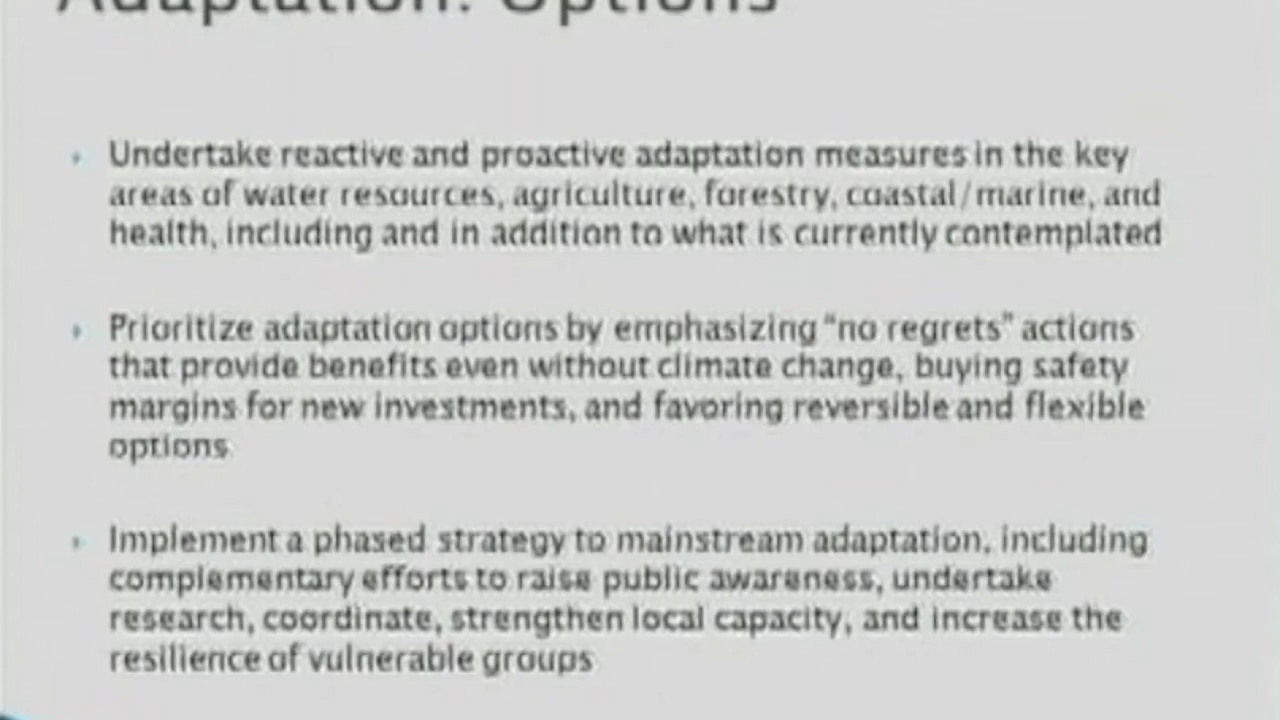 Adaptation: Options
Undertake reactive and proactive adaptation measures in the key
areas of water resources, agriculture, forestry, coastal/marine, and
health, including and in addition to what is currently contemplated
Prioritize adaptation options by emphasizing “no regrets” actions
that provide benefits even without climate change, buying safety
margins for new investments, and favoring reversible and flexible
options
Implement a phased strategy to mainstream adaptation, including
complementary efforts to raise public awareness, undertake
research, coordinate, strengthen local capacity, and increase the
resilience of vulnerable groups